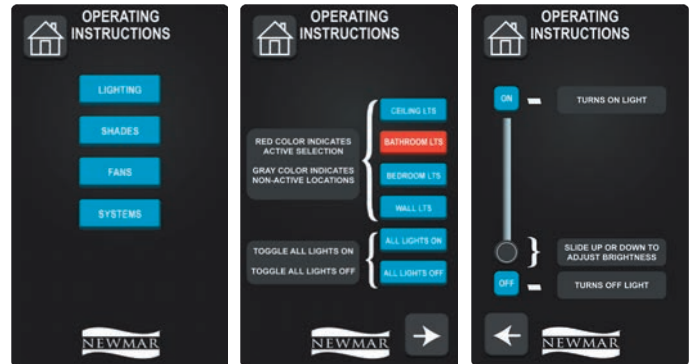 OPERATING
INSTRUCTIONS
LIGHTING
SHADES
FANS
SYSTEMS
NEWMAR
OPERATING
INSTRUCTIONS
RED COLOR INDICATES
ACTIVE SELECTION
GRAY COLOR INDICATES
NON-ACTIVE LOCATIONS
CEILING LTS
BATHROOM LTS
BEDROOM LTS
WALL LTS
TOGGLE ALL LIGHTS ON
TOGGLE ALL LIGHTS OFF
ALL LIGHTS ON
ALL LIGHTS OFF
NEWMAR
OPERATING
INSTRUCTIONS
ON
TURNS ON LIGHT
SLIDE UP OR DOWN TO
ADJUST BRIGHTNESS
OFF
TURNS OFF LIGHT
NEWMAR